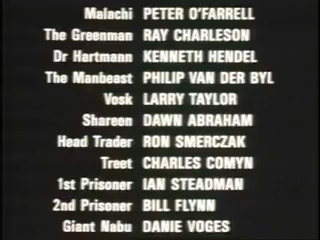 Malachi PETER O'FARRELL
The Greenman RAY CHARLESON
Dr Hartmann KENNETH HENDEL
The Manbeast PHILIP VAN DER BYL
Vosk LARRY TAYLOR
Shareen DAWN ABRAHAM
Head Trader RON SMERCZAK
Treet CHARLES COMYN
1st Prisoner IAN STEADMAN
2nd Prisoner BILL FLYNN
Giant Nabu DANIE VOGES